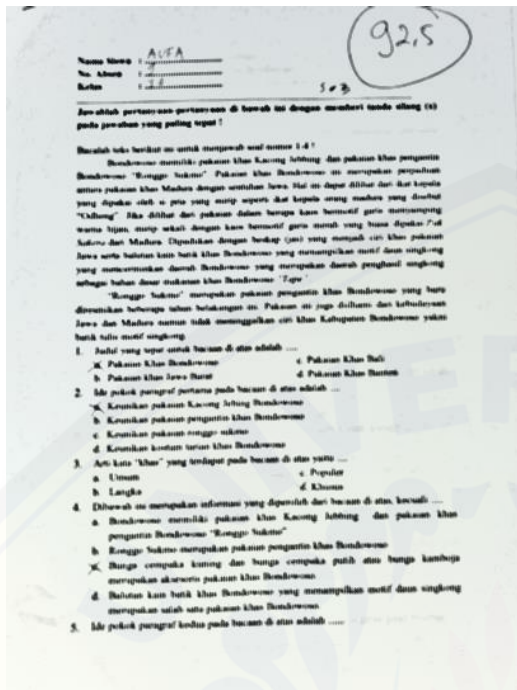 92,5
Nama Siswa : AUFA
No. Absen :
Kelas :
Jawablah pertanyaan-pertanyaan di bawah ini dengan memberi tanda silang (x)
pada jawaban yang paling tepat !
Bacalah teks berikut ini untuk menjawab soal nomor 1-4 !
Bondowoso memiliki pakaian khas Kacong Jebbing dan pakaian khas pengantin
Bondowoso "Ronggo Sukmo". Pakaian khas Bondowoso ini merupakan perpaduan
antara pakaian khas Madura dengan sentuhan Jawa. Hal ini dapat dilihat dari ikat kepala
yang dipakai oleh si pria yang mirip seperti ikat kepala orang madura yang disebut
"Odheng". Jika dilihat dari pakaian dalam berupa kaos bermotif garis menyamping
warna hijau, mirip sekali dengan kaos bermotif garis merah yang biasa dipakai Pak
Sakera dari Madura. Dipadukan dengan beskap (jas) yang menjadi ciri khas pakaian
Jawa serta balutan kain batik khas Bondowoso yang menampilkan motif daun singkong
yang mencerminkan daerah Bondowoso yang merupakan daerah penghasil singkong
sebagai bahan dasar makanan khas Bondowoso "Tape".
"Ronggo Sukmo" merupakan pakaian pengantin khas Bondowoso yang baru
diresmikan beberapa tahun belakangan ini. Pakaian ini juga diilhami dari kebudayaan
Jawa dan Madura namun tidak meninggalkan ciri khas Kabupaten Bondowoso yakni
batik tulis motif singkong.
1. Judul yang tepat untuk bacaan di atas adalah ....
a. Pakaian Khas Bondowoso c. Pakaian Khas Bali
b. Pakaian Khas Jawa Barat d. Pakaian Khas Banten
2. Ide pokok paragraf pertama pada bacaan di atas adalah ....
a. Keunikan pakaian Kacong Jebbing Bondowoso
b. Keunikan pakaian pengantin khas Bondowoso
c. Keunikan pakaian ronggo sukmo
d. Keunikan kostum tarian khas Bondowoso
3. Arti kata "khas" yang terdapat pada bacaan di atas yaitu ....
a. Umum c. Populer
b. Langka d. Khusus
4. Dibawah ini merupakan informasi yang diperoleh dari bacaan di atas, kecuali ....
a. Bondowoso memiliki pakaian khas Kacong Jebbing dan pakaian khas
pengantin Bondowoso "Ronggo Sukmo"
b. Ronggo Sukmo merupakan pakaian pengantin khas Bondowoso
c. Bunga cempaka kuning dan bunga cempaka putih atau bunga kamboja
merupakan aksesoris pakaian khas Bondowoso
d. Balutan kain batik khas Bondowoso yang menampilkan motif daun singkong
merupakan salah satu pakaian khas Bondowoso.
5. Ide pokok paragraf kedua pada bacaan di atas adalah ......